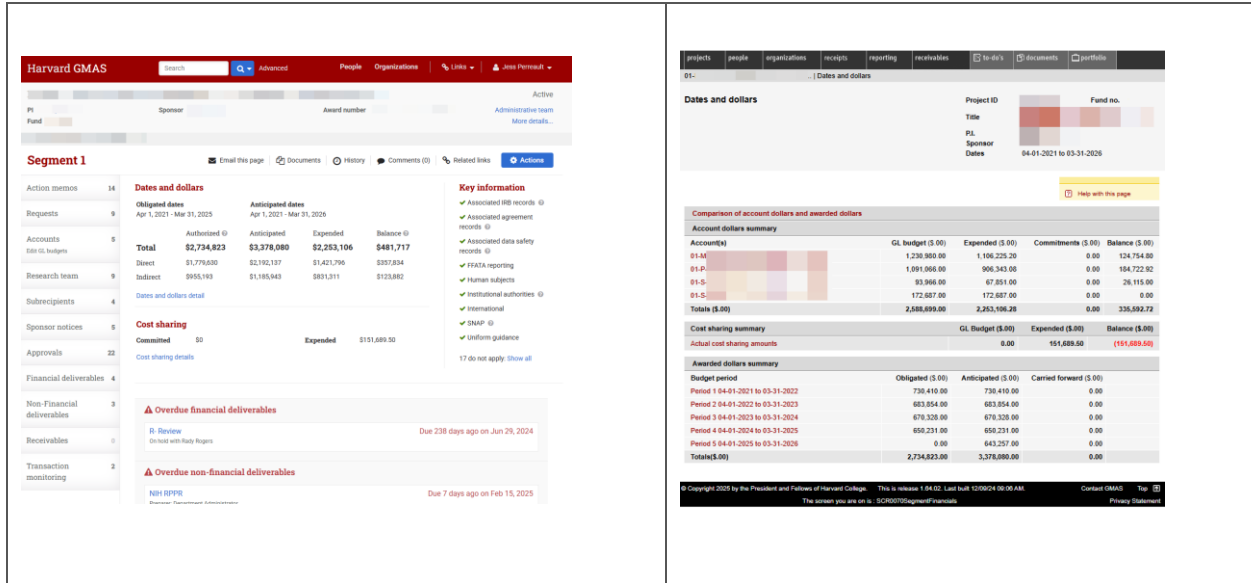 Harvard GMAS Search Advanced People Organizations Links Jess Perreault
Active
PI Sponsor Award number Administrative team
Fund More details...
Segment 1 Email this page Documents History Comments (0) Related links Actions
Action memos 14
Requests 9
Accounts 5
Edit GL budgets
Research team 9
Subrecipients 4
Sponsor notices 5
Approvals 22
Financial deliverables 4
Non-Financial deliverables 3
Receivables 0
Transaction monitoring 2
Dates and dollars
Obligated dates Anticipated dates
Apr 1, 2021 - Mar 31, 2025 Apr 1, 2021 - Mar 31, 2026
Authorized Anticipated Expended Balance
Total $2,734,823 $3,378,080 $2,253,106 $481,717
Direct $1,779,630 $2,192,137 $1,421,796 $357,834
Indirect $955,193 $1,185,943 $831,311 $123,882
Dates and dollars detail
Cost sharing
Committed $0 Expended $151,689.50
Cost sharing details
Key information
Associated IRB records
Associated agreement
records
Associated data safety
records
FFATA reporting
Human subjects
Institutional authorities
International
SNAP
Uniform guidance
17 do not apply: Show all
Overdue financial deliverables
R- Review Due 238 days ago on Jun 29, 2024
On hold with Rady Rogers
Overdue non-financial deliverables
NIH RPPR Due 7 days ago on Feb 15, 2025
Preparer: Department Administrator
projects people organizations receipts reporting receivables to-do's documents portfolio
01- .. | Dates and dollars
Dates and dollars
Project ID Fund no.
Title
P.I.
Sponsor
Dates 04-01-2021 to 03-31-2026
Help with this page
Comparison of account dollars and awarded dollars
Account dollars summary
Account(s) GL budget ($.00) Expended ($.00) Commitments ($.00) Balance ($.00)
01-M 1,230,980.00 1,106,225.20 0.00 124,754.80
01-P 1,091,066.00 906,343.08 0.00 184,722.92
01-S- 93,966.00 67,851.00 0.00 26,115.00
01-S- 172,687.00 172,687.00 0.00 0.00
Totals ($.00) 2,588,699.00 2,253,106.28 0.00 335,592.72
Cost sharing summary GL Budget ($.00) Expended ($.00) Balance ($.00)
Actual cost sharing amounts 0.00 151,689.50 (151,689.50)
Awarded dollars summary
Budget period Obligated ($.00) Anticipated ($.00) Carried forward ($.00)
Period 1 04-01-2021 to 03-31-2022 730,410.00 730,410.00 0.00
Period 2 04-01-2022 to 03-31-2023 683,854.00 683,854.00 0.00
Period 3 04-01-2023 to 03-31-2024 670,328.00 670,328.00 0.00
Period 4 04-01-2024 to 03-31-2025 650,231.00 650,231.00 0.00
Period 5 04-01-2025 to 03-31-2026 0.00 643,257.00 0.00
Totals($.00) 2,734,823.00 3,378,080.00 0.00
© Copyright 2025 by the President and Fellows of Harvard College. This is release 1.64.02. Last built 12/09/24 09:06 AM. Contact GMAS Top
The screen you are on is : SCR0070SegmentFinancials Privacy Statement